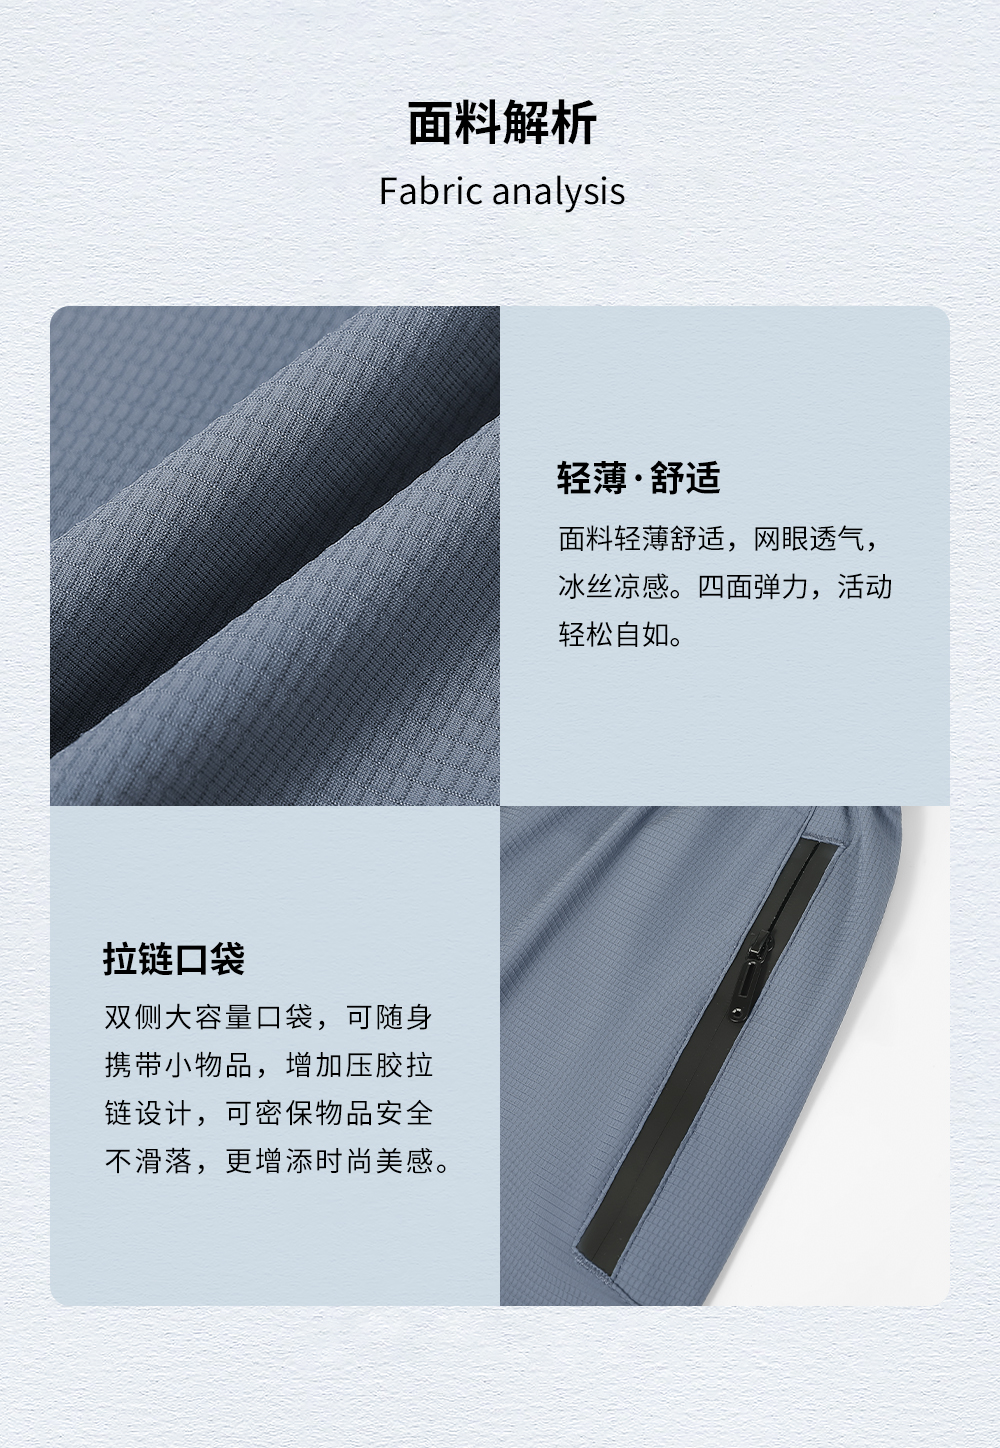 面料解析
Fabric analysis
轻薄·舒适
面料轻薄舒适，网眼透气，
冰丝凉感。四面弹力，活动
轻松自如。
拉链口袋
双侧大容量口袋，可随身
携带小物品，增加压胶拉
链设计，可密保物品安全
不滑落，更增添时尚美感。